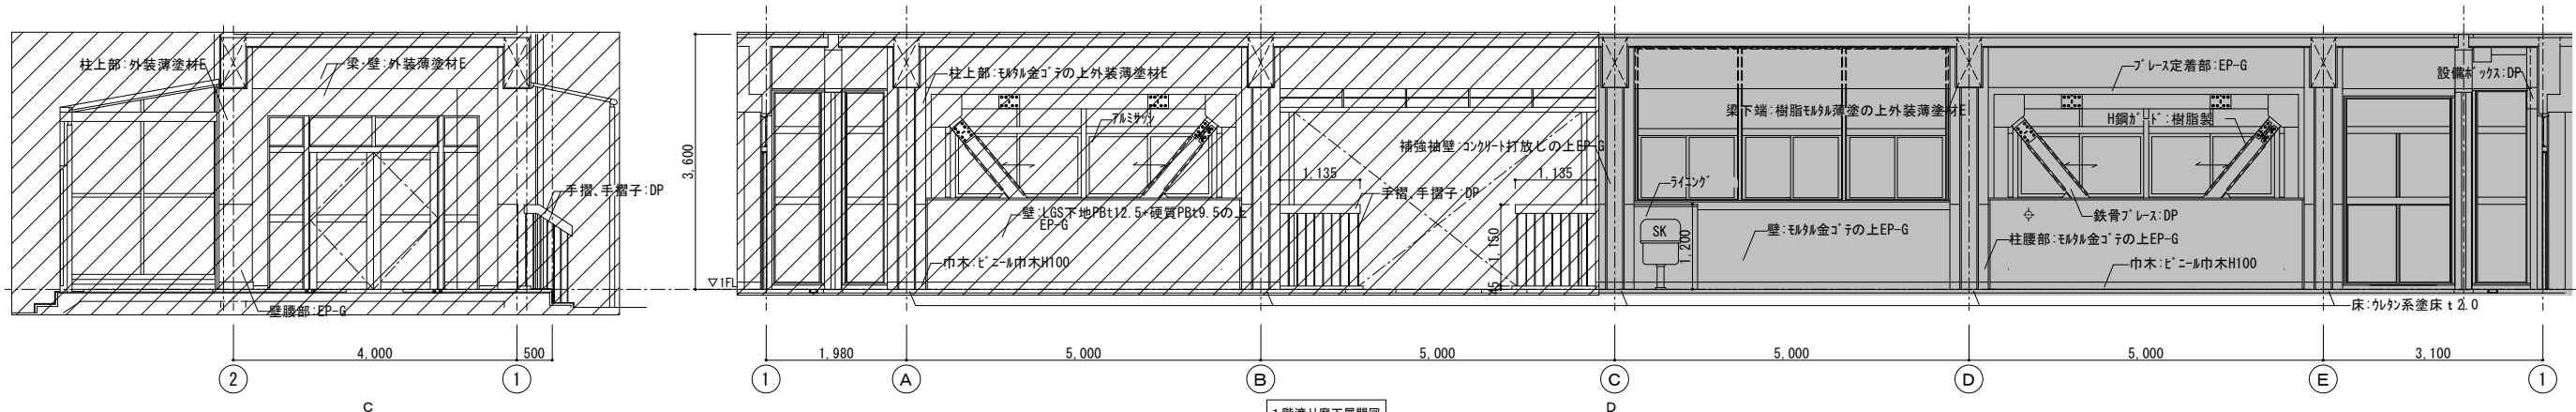 柱上部:外装薄塗材E
梁・壁:外装薄塗材E
手摺、手摺子:DP
壁腰部:EP-G
4,000
500
2
1
C
3,600
▽1FL
柱上部:モルタル金ゴテの上外装薄塗材E
アルミサッシ
壁:LGS下地PBt12.5+硬質PBt9.5の上
EP-G
巾木:ビニール巾木H100
1,135
手摺、手摺子:DP
1,135
1,150
45
補強袖壁:コンクリート打放しの上EP-G
梁下端:樹脂モルタル薄塗の上外装薄塗材E
ライニング
SK
1,200
壁:モルタル金ゴテの上EP-G
ブレース定着部:EP-G
設備ボックス:DP
H鋼ガード:樹脂製
鉄骨ブレース:DP
柱腰部:モルタル金ゴテの上EP-G
巾木:ビニール巾木H100
床:ウレタン系塗床 t2.0
1,980
5,000
5,000
5,000
5,000
3,100
1
A
B
C
D
E
1
1階渡り廊下展開図
D